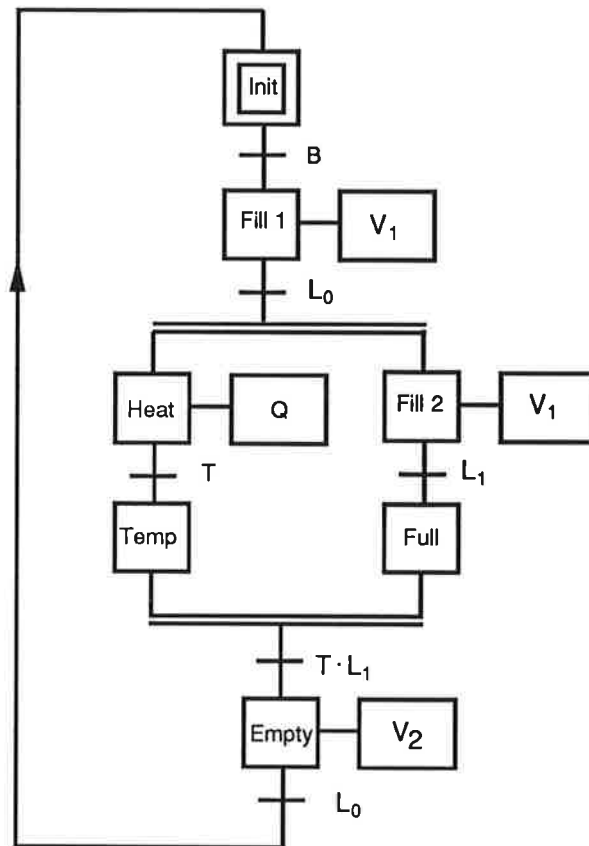 Init
B
Fill 1
V₁
L₀
Heat
Q
Fill 2
V₁
T
L₁
Temp
Full
T · L₁
Empty
V₂
L₀